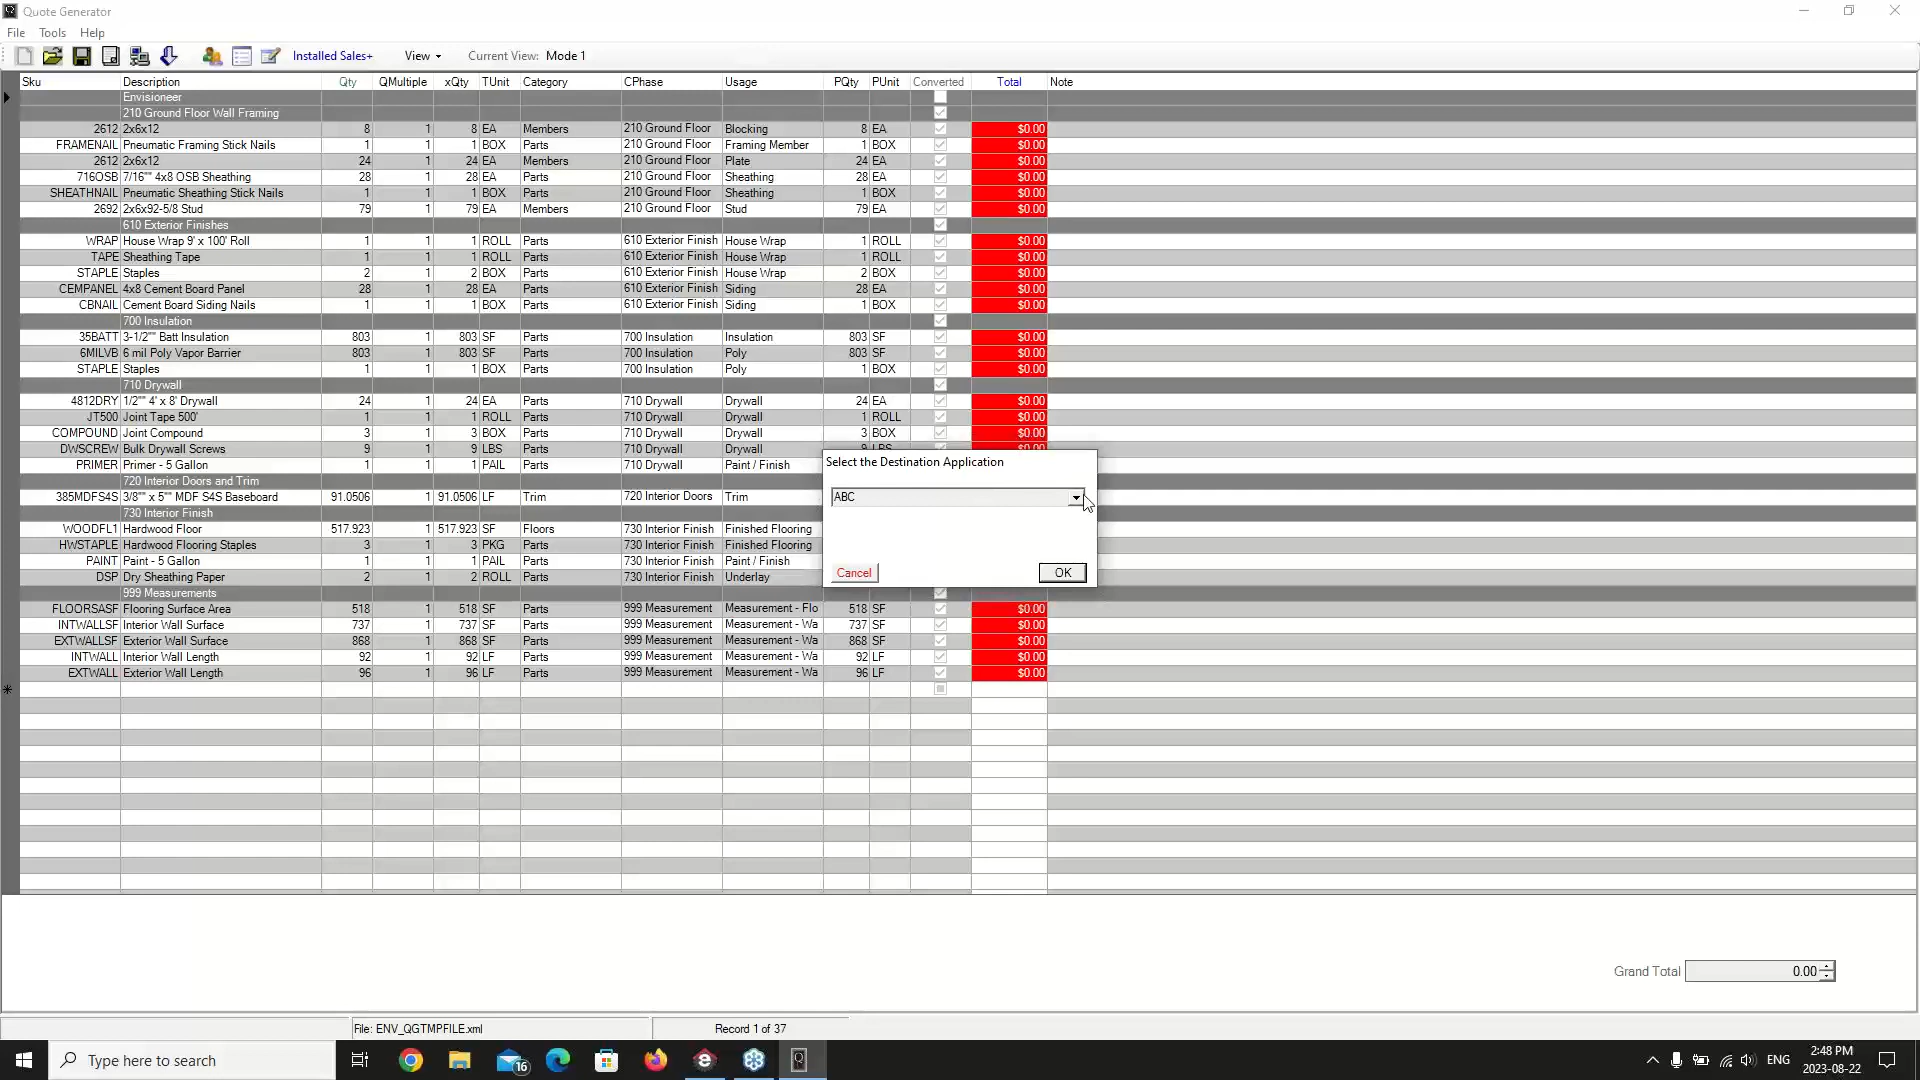 Quote Generator
File Tools Help
Installed Sales+ View Current View: Mode 1
Sku Description Qty QMultiple xQty TUnit Category CPhase Usage PQty PUnit Converted Total Note
Envisioneer
210 Ground Floor Wall Framing
2612 2x6x12 8 1 8 EA Members 210 Ground Floor Blocking 8 EA $0.00
FRAMENAIL Pneumatic Framing Stick Nails 1 1 1 BOX Parts 210 Ground Floor Framing Member 1 BOX $0.00
2612 2x6x12 24 1 24 EA Members 210 Ground Floor Plate 24 EA $0.00
716OSB 7/16"" 4x8 OSB Sheathing 28 1 28 EA Parts 210 Ground Floor Sheathing 28 EA $0.00
SHEATHNAIL Pneumatic Sheathing Stick Nails 1 1 1 BOX Parts 210 Ground Floor Sheathing 1 BOX $0.00
2692 2x6x92-5/8 Stud 79 1 79 EA Members 210 Ground Floor Stud 79 EA $0.00
610 Exterior Finishes
WRAP House Wrap 9' x 100' Roll 1 1 1 ROLL Parts 610 Exterior Finish House Wrap 1 ROLL $0.00
TAPE Sheathing Tape 1 1 1 ROLL Parts 610 Exterior Finish House Wrap 1 ROLL $0.00
STAPLE Staples 2 1 2 BOX Parts 610 Exterior Finish House Wrap 2 BOX $0.00
CEMPANEL 4x8 Cement Board Panel 28 1 28 EA Parts 610 Exterior Finish Siding 28 EA $0.00
CBNAIL Cement Board Siding Nails 1 1 1 BOX Parts 610 Exterior Finish Siding 1 BOX $0.00
700 Insulation
35BATT 3-1/2"" Batt Insulation 803 1 803 SF Parts 700 Insulation Insulation 803 SF $0.00
6MILVB 6 mil Poly Vapor Barrier 803 1 803 SF Parts 700 Insulation Poly 803 SF $0.00
STAPLE Staples 1 1 1 BOX Parts 700 Insulation Poly 1 BOX $0.00
710 Drywall
4812DRY 1/2"" 4' x 8' Drywall 24 1 24 EA Parts 710 Drywall Drywall 24 EA $0.00
JT500 Joint Tape 500' 1 1 1 ROLL Parts 710 Drywall Drywall 1 ROLL $0.00
COMPOUND Joint Compound 3 1 3 BOX Parts 710 Drywall Drywall 3 BOX $0.00
DWSCREW Bulk Drywall Screws 9 1 9 LBS Parts 710 Drywall Drywall 9 LBS $0.00
PRIMER Primer - 5 Gallon 1 1 1 PAIL Parts 710 Drywall Paint / Finish
720 Interior Doors and Trim
385MDFS4S 3/8"" x 5"" MDF S4S Baseboard 91.0506 1 91.0506 LF Trim 720 Interior Doors Trim
730 Interior Finish
WOODFL1 Hardwood Floor 517.923 1 517.923 SF Floors 730 Interior Finish Finished Flooring
HWSTAPLE Hardwood Flooring Staples 3 1 3 PKG Parts 730 Interior Finish Finished Flooring
PAINT Paint - 5 Gallon 1 1 1 PAIL Parts 730 Interior Finish Paint / Finish
DSP Dry Sheathing Paper 2 1 2 ROLL Parts 730 Interior Finish Underlay
999 Measurements
FLOORSASF Flooring Surface Area 518 1 518 SF Parts 999 Measurement Measurement - Flo 518 SF $0.00
INTWALLSF Interior Wall Surface 737 1 737 SF Parts 999 Measurement Measurement - Wa 737 SF $0.00
EXTWALLSF Exterior Wall Surface 868 1 868 SF Parts 999 Measurement Measurement - Wa 868 SF $0.00
INTWALL Interior Wall Length 92 1 92 LF Parts 999 Measurement Measurement - Wa 92 LF $0.00
EXTWALL Exterior Wall Length 96 1 96 LF Parts 999 Measurement Measurement - Wa 96 LF $0.00
Select the Destination Application
ABC
Cancel OK
Grand Total 0.00
File: ENV_QGTMPFILE.xml Record 1 of 37
Type here to search 16 ENG 2:48 PM
2023-08-22